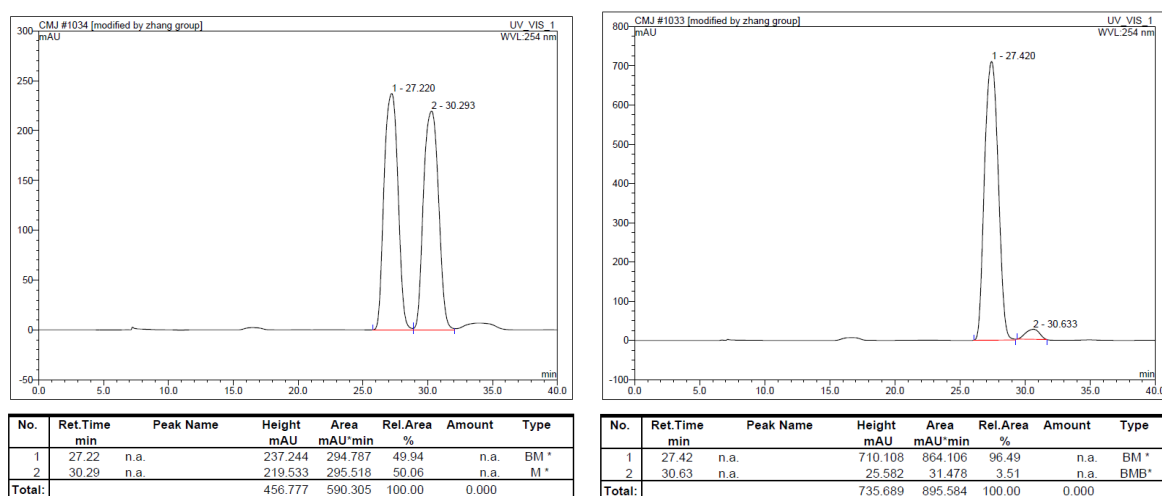 CMJ #1034 [modified by zhang group] UV_VIS_1
mAU WVL:254 nm
300
250
200
150
100
50
0
-50
1 - 27.220
2 - 30.293
min
0.0 5.0 10.0 15.0 20.0 25.0 30.0 35.0 40.0
No. Ret.Time Peak Name Height Area Rel.Area Amount Type
min mAU mAU*min %
1 27.22 n.a. 237.244 294.787 49.94 n.a. BM *
2 30.29 n.a. 219.533 295.518 50.06 n.a. M *
Total: 456.777 590.305 100.00 0.000
CMJ #1033 [modified by zhang group] UV_VIS_1
mAU WVL:254 nm
800
700
600
500
400
300
200
100
0
-100
1 - 27.420
2 - 30.633
min
0.0 5.0 10.0 15.0 20.0 25.0 30.0 35.0 40.0
No. Ret.Time Peak Name Height Area Rel.Area Amount Type
min mAU mAU*min %
1 27.42 n.a. 710.108 864.106 96.49 n.a. BM *
2 30.63 n.a. 25.582 31.478 3.51 n.a. BMB*
Total: 735.689 895.584 100.00 0.000